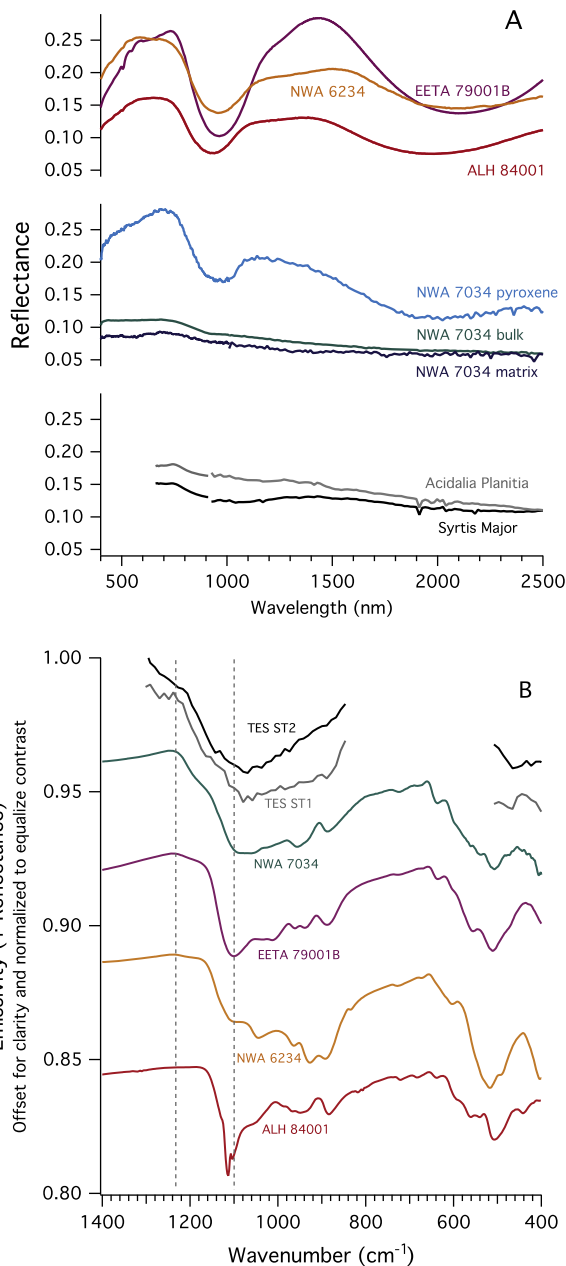 A
0.25
0.20
0.15
0.10
0.05
NWA 6234
EETA 79001B
ALH 84001
Reflectance
0.25
0.20
0.15
0.10
0.05
NWA 7034 pyroxene
NWA 7034 bulk
NWA 7034 matrix
0.25
0.20
0.15
0.10
0.05
Acidalia Planitia
Syrtis Major
500 1000 1500 2000 2500
Wavelength (nm)
B
1.00
0.95
0.90
0.85
0.80
Offset for clarity and normalized to equalize contrast
TES ST2
TES ST1
NWA 7034
EETA 79001B
NWA 6234
ALH 84001
1400 1200 1000 800 600 400
Wavenumber (cm⁻¹)